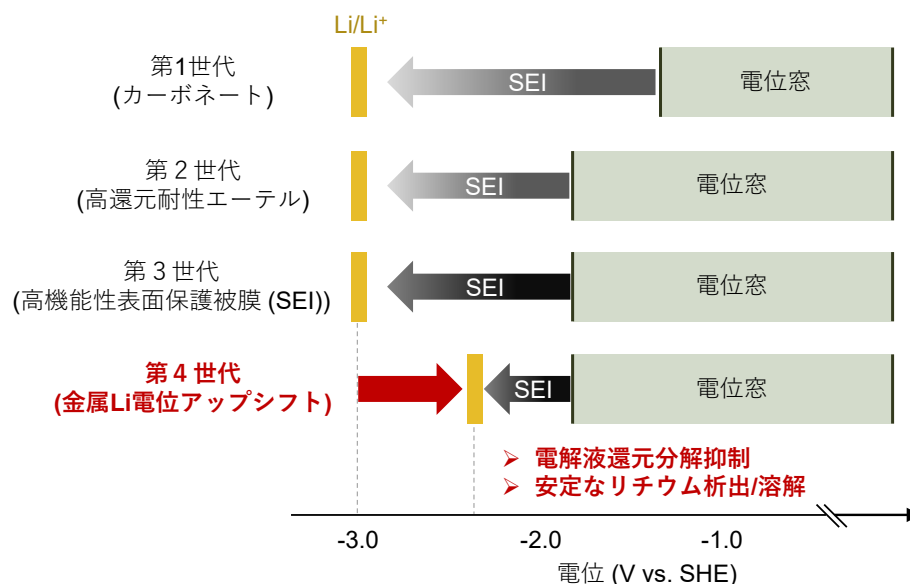 Li/Li⁺
第1世代
(カーボネート)
SEI
電位窓
第２世代
(高還元耐性エーテル)
SEI
電位窓
第３世代
(高機能性表面保護被膜 (SEI))
SEI
電位窓
第４世代
(金属Li電位アップシフト)
SEI
電位窓
➢ 電解液還元分解抑制
➢ 安定なリチウム析出/溶解
-3.0
-2.0
-1.0
電位 (V vs. SHE)